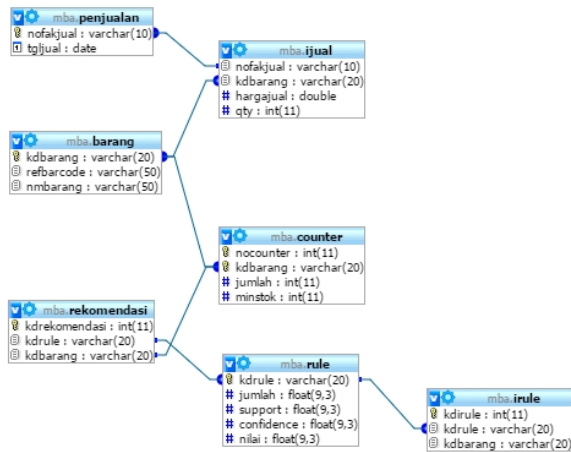 mba.penjualan
nofakjual : varchar(10)
tgljual : date
mba.ijual
nofakjual : varchar(10)
kdbarang : varchar(20)
# hargajual : double
# qty : int(11)
mba.barang
kdbarang : varchar(20)
refbarcode : varchar(50)
nmbarang : varchar(50)
mba.counter
nocounter : int(11)
kdbarang : varchar(20)
# jumlah : int(11)
# minstok : int(11)
mba.rekomendasi
kdrekomendasi : int(11)
kdrule : varchar(20)
kdbarang : varchar(20)
mba.rule
kdrule : varchar(20)
# jumlah : float(9,3)
# support : float(9,3)
# confidence : float(9,3)
# nilai : float(9,3)
mba.irule
kdirule : int(11)
kdrule : varchar(20)
kdbarang : varchar(20)